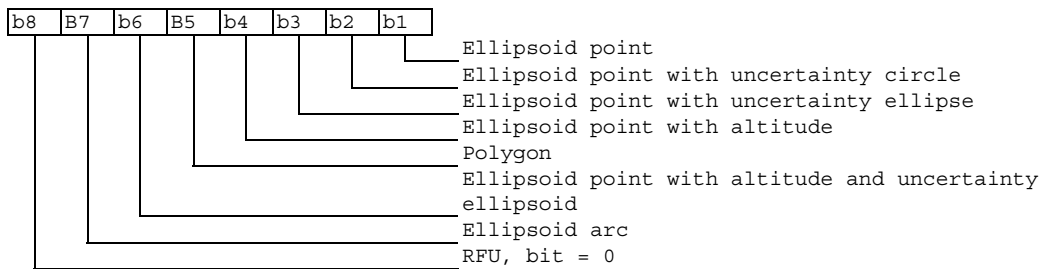 b8 B7 b6 B5 b4 b3 b2 b1
Ellipsoid point
Ellipsoid point with uncertainty circle
Ellipsoid point with uncertainty ellipse
Ellipsoid point with altitude
Polygon
Ellipsoid point with altitude and uncertainty
ellipsoid
Ellipsoid arc
RFU, bit = 0